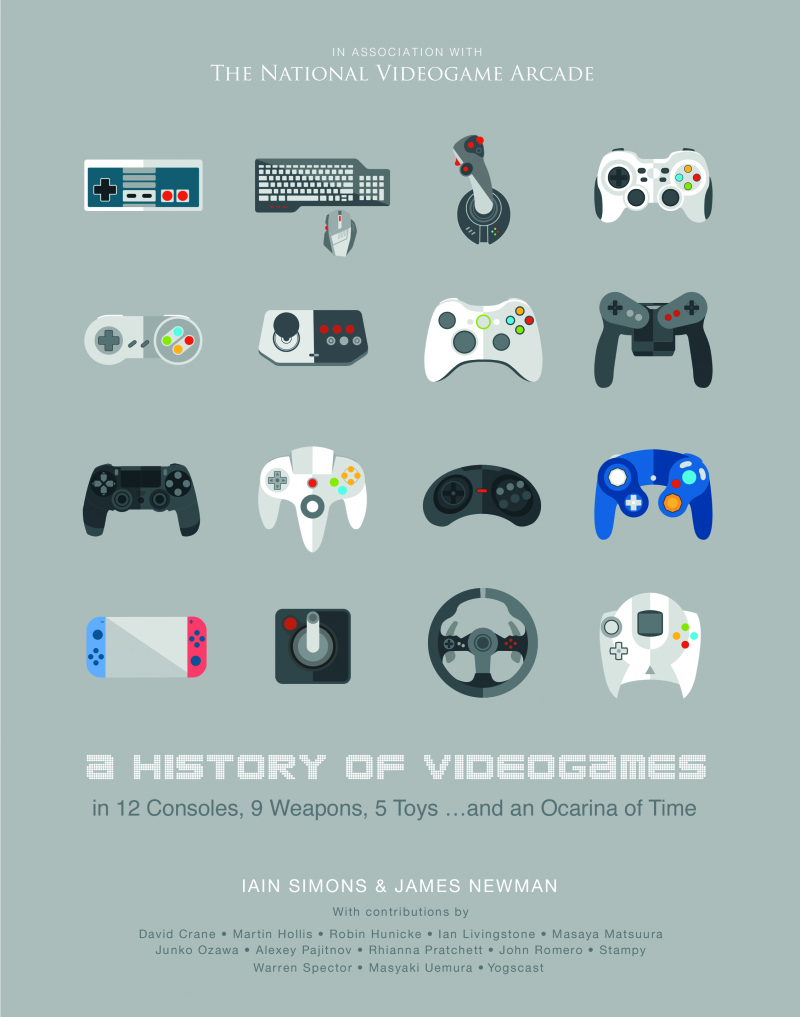 IN ASSOCIATION WITH
THE NATIONAL VIDEOGAME ARCADE
a HISTORY OF VIDEOGaMES
in 12 Consoles, 9 Weapons, 5 Toys …and an Ocarina of Time
IAIN SIMONS & JAMES NEWMAN
With contributions by
David Crane • Martin Hollis • Robin Hunicke • Ian Livingstone • Masaya Matsuura
Junko Ozawa • Alexey Pajitnov • Rhianna Pratchett • John Romero • Stampy
Warren Spector • Masyaki Uemura • Yogscast